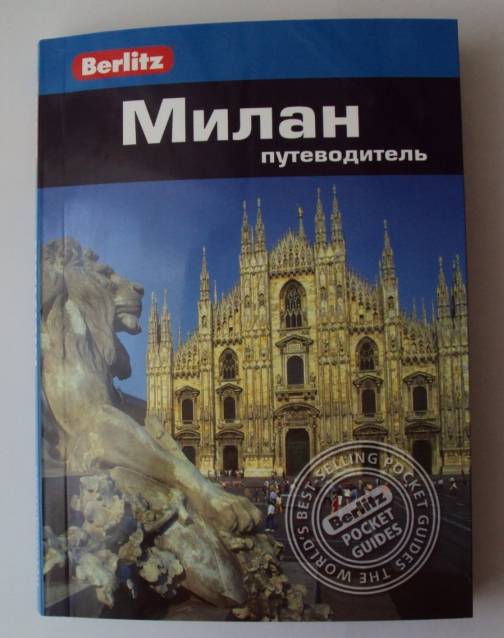 Berlitz
Милан
путеводитель
THE WORLD'S BEST-SELLING POCKET GUIDES
Berlitz
POCKET
GUIDES